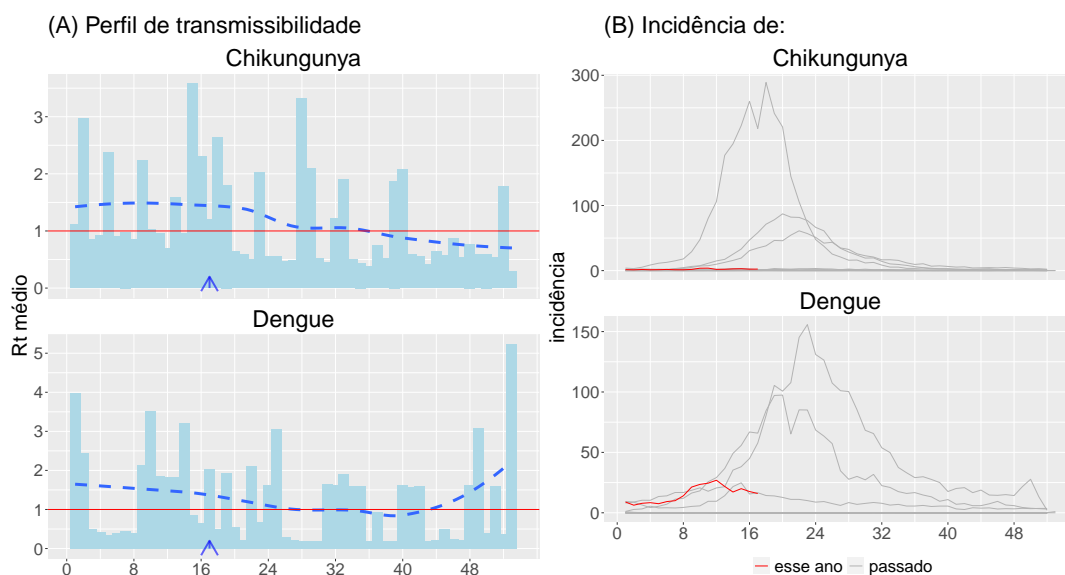 (A) Perfil de transmissibilidade
Chikungunya
3
2
1
0
Dengue
5
4
3
2
1
0
0 8 16 24 32 40 48
Rt médio
(B) Incidência de:
Chikungunya
300
200
100
0
Dengue
150
100
50
0
0 8 16 24 32 40 48
incidência
esse ano passado